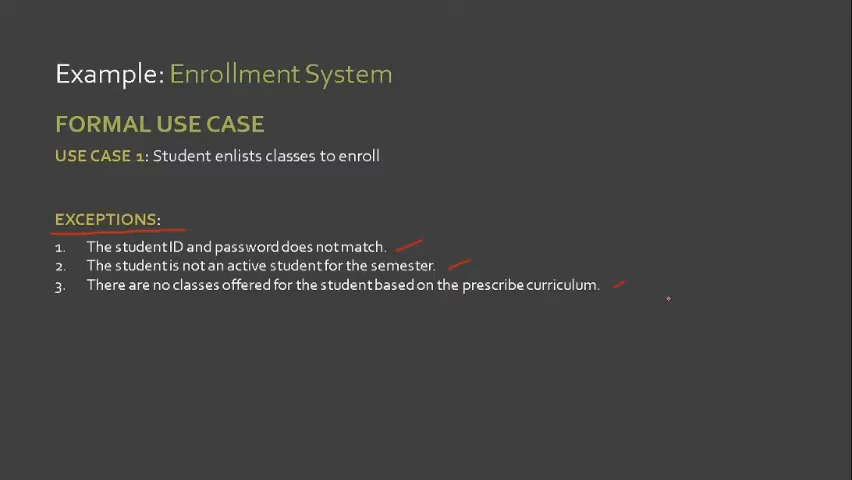 Example: Enrollment System
FORMAL USE CASE
USE CASE 1: Student enlists classes to enroll
EXCEPTIONS:
1. The student ID and password does not match.
2. The student is not an active student for the semester.
3. There are no classes offered for the student based on the prescribe curriculum.